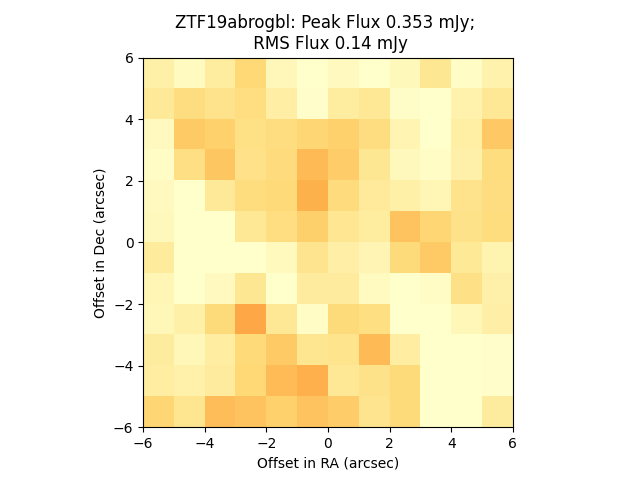 ZTF19abrogbl: Peak Flux 0.353 mJy;
RMS Flux 0.14 mJy
6
4
2
0
−2
−4
−6
Offset in Dec (arcsec)
−6 −4 −2 0 2 4 6
Offset in RA (arcsec)